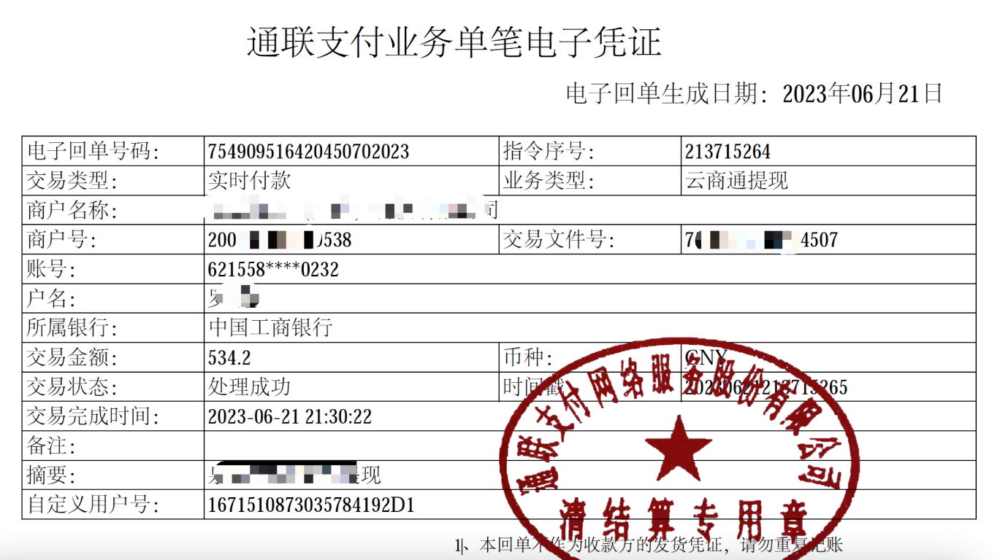 通联支付业务单笔电子凭证
电子回单生成日期：2023年06月21日
电子回单号码： 754909516420450702023 指令序号： 213715264
交易类型： 实时付款 业务类型： 云商通提现
商户名称： 司
商户号： 200 0538 交易文件号： 7 4507
账号： 621558****0232
户名： 罗
所属银行： 中国工商银行
交易金额： 534.2 币种： CNY
交易状态： 处理成功 时间戳 20230621213715265
交易完成时间： 2023-06-21 21:30:22
备注：
摘要： 提现
自定义用户号： 1671510873035784192D1
通联支付网络服务股份有限公司
清结算专用章
1、本回单不作为收款方的发货凭证，请勿重复记账